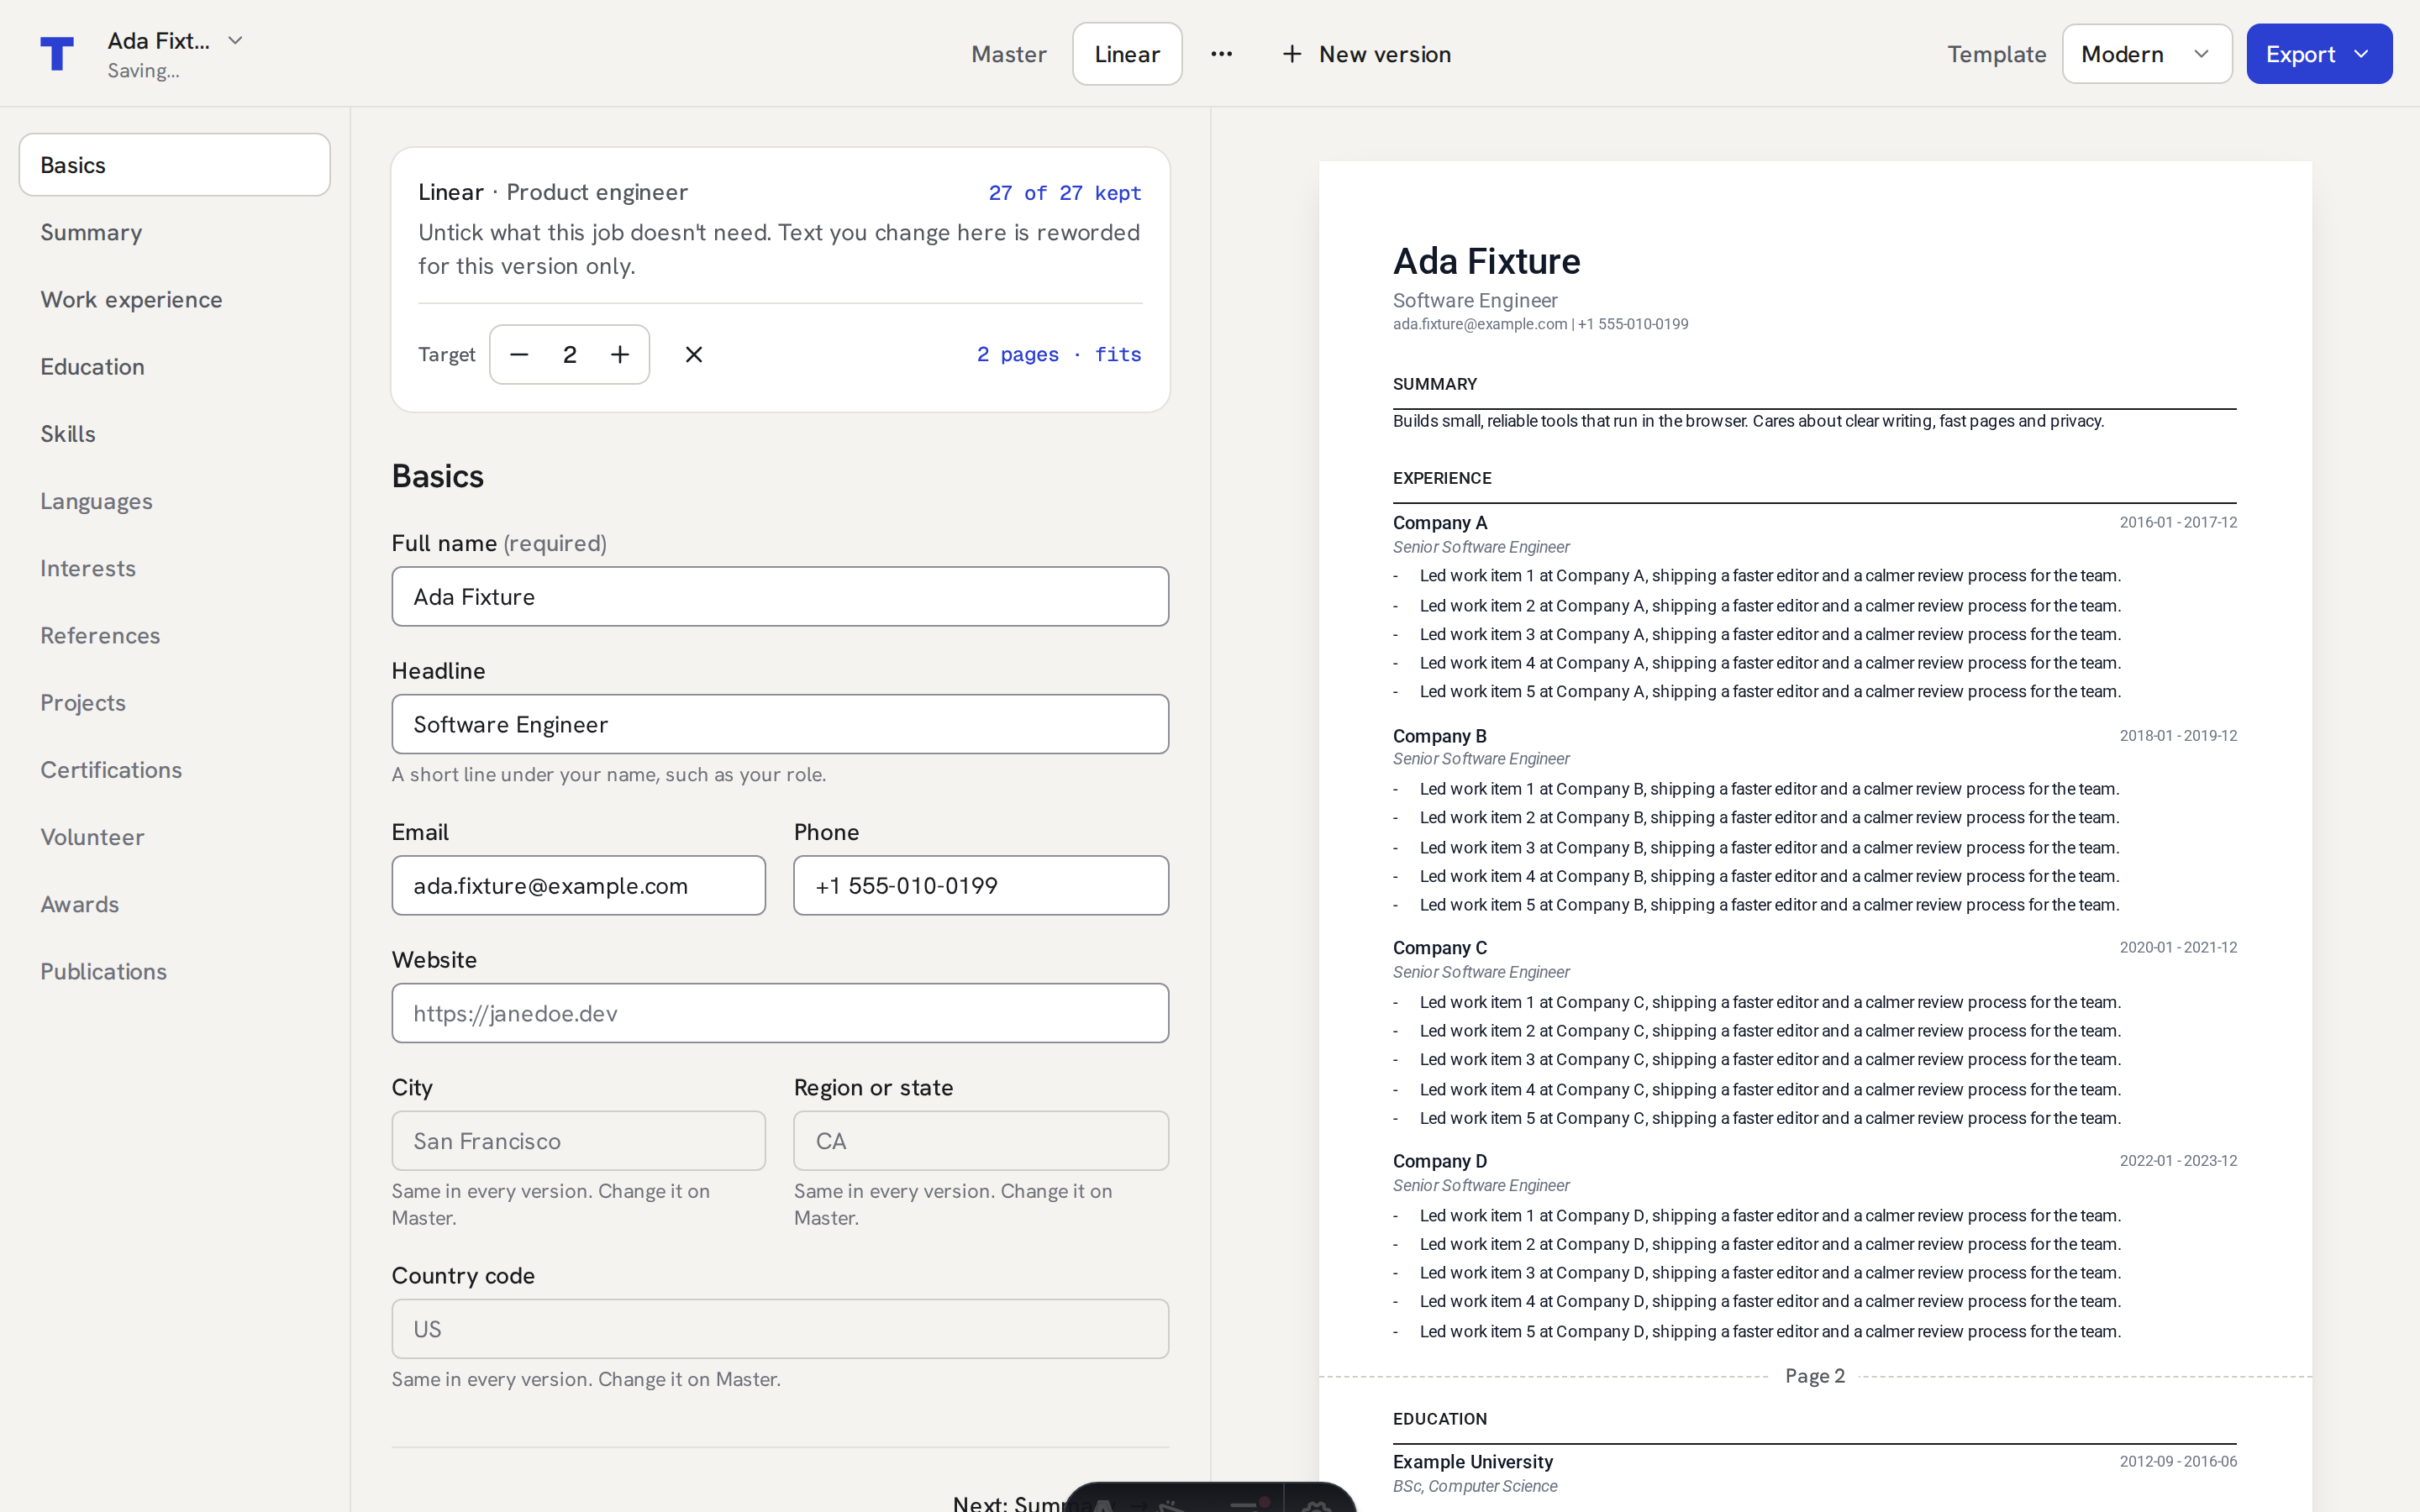 T
Ada Fixt...
Saving...
Master
Linear
New version
Template
Modern
Export
Basics
Summary
Work experience
Education
Skills
Languages
Interests
References
Projects
Certifications
Volunteer
Awards
Publications
Linear · Product engineer
27 of 27 kept
Untick what this job doesn't need. Text you change here is reworded
for this version only.
Target
2
2 pages · fits
Basics
Full name (required)
Ada Fixture
Headline
Software Engineer
A short line under your name, such as your role.
Email
Phone
ada.fixture@example.com
+1 555-010-0199
Website
https://janedoe.dev
City
Region or state
San Francisco
CA
Same in every version. Change it on
Master.
Same in every version. Change it on
Master.
Country code
US
Same in every version. Change it on Master.
Next:
Ada Fixture
Software Engineer
ada.fixture@example.com | +1 555-010-0199
SUMMARY
Builds small, reliable tools that run in the browser. Cares about clear writing, fast pages and privacy.
EXPERIENCE
Company A
2016-01 - 2017-12
Senior Software Engineer
- Led work item 1 at Company A, shipping a faster editor and a calmer review process for the team.
- Led work item 2 at Company A, shipping a faster editor and a calmer review process for the team.
- Led work item 3 at Company A, shipping a faster editor and a calmer review process for the team.
- Led work item 4 at Company A, shipping a faster editor and a calmer review process for the team.
- Led work item 5 at Company A, shipping a faster editor and a calmer review process for the team.
Company B
2018-01 - 2019-12
Senior Software Engineer
- Led work item 1 at Company B, shipping a faster editor and a calmer review process for the team.
- Led work item 2 at Company B, shipping a faster editor and a calmer review process for the team.
- Led work item 3 at Company B, shipping a faster editor and a calmer review process for the team.
- Led work item 4 at Company B, shipping a faster editor and a calmer review process for the team.
- Led work item 5 at Company B, shipping a faster editor and a calmer review process for the team.
Company C
2020-01 - 2021-12
Senior Software Engineer
- Led work item 1 at Company C, shipping a faster editor and a calmer review process for the team.
- Led work item 2 at Company C, shipping a faster editor and a calmer review process for the team.
- Led work item 3 at Company C, shipping a faster editor and a calmer review process for the team.
- Led work item 4 at Company C, shipping a faster editor and a calmer review process for the team.
- Led work item 5 at Company C, shipping a faster editor and a calmer review process for the team.
Company D
2022-01 - 2023-12
Senior Software Engineer
- Led work item 1 at Company D, shipping a faster editor and a calmer review process for the team.
- Led work item 2 at Company D, shipping a faster editor and a calmer review process for the team.
- Led work item 3 at Company D, shipping a faster editor and a calmer review process for the team.
- Led work item 4 at Company D, shipping a faster editor and a calmer review process for the team.
- Led work item 5 at Company D, shipping a faster editor and a calmer review process for the team.
Page 2
EDUCATION
Example University
2012-09 - 2016-06
BSc, Computer Science